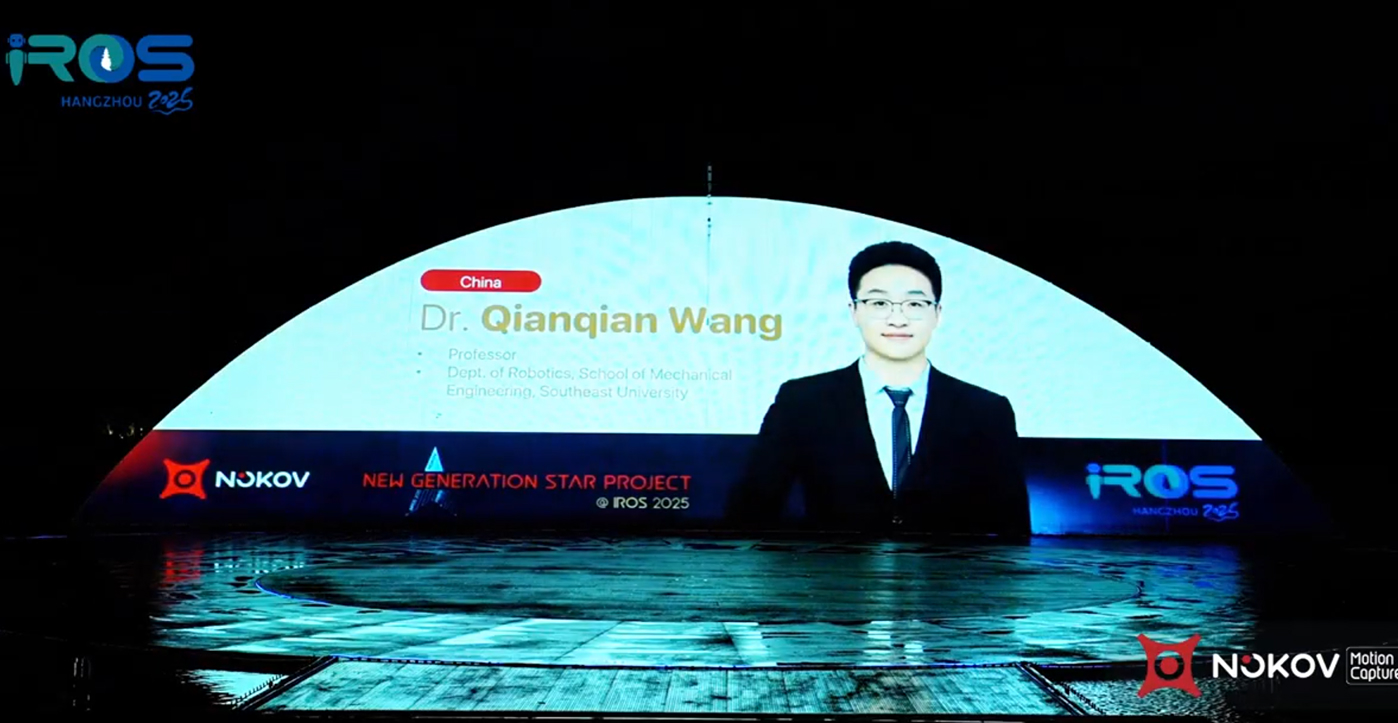 iROS
HANGZHOU 2025
China
Dr. Qianqian Wang
• Professor
• Dept. of Robotics, School of Mechanical
Engineering, Southeast University
NOKOV
NEW GENERATION STAR PROJECT
@ IROS 2025
iROS
HANGZHOU 2025
NOKOV
Motion
Capture